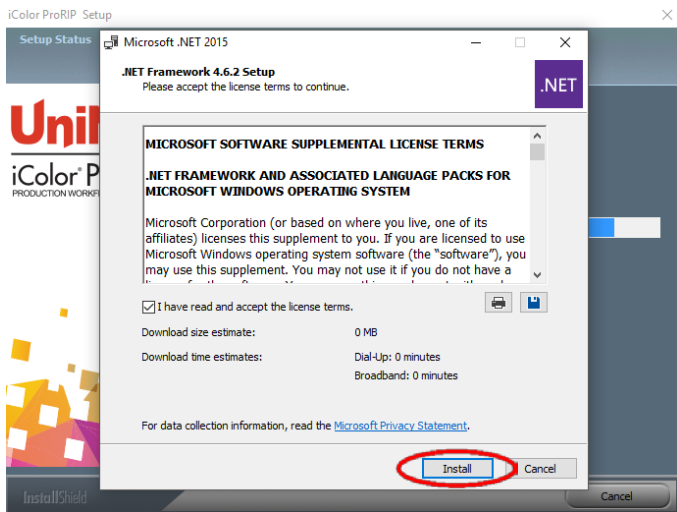 iColor ProRIP Setup
Setup Status
Microsoft .NET 2015
.NET Framework 4.6.2 Setup
Please accept the license terms to continue.
.NET
MICROSOFT SOFTWARE SUPPLEMENTAL LICENSE TERMS
.NET FRAMEWORK AND ASSOCIATED LANGUAGE PACKS FOR
MICROSOFT WINDOWS OPERATING SYSTEM
Microsoft Corporation (or based on where you live, one of its
affiliates) licenses this supplement to you. If you are licensed to use
Microsoft Windows operating system software (the “software”), you
may use this supplement. You may not use it if you do not have a
iColor P
I have read and accept the license terms.
Download size estimate: 0 MB
Download time estimates: Dial-Up: 0 minutes
Broadband: 0 minutes
For data collection information, read the Microsoft Privacy Statement.
Install Cancel
InstallShield
Cancel